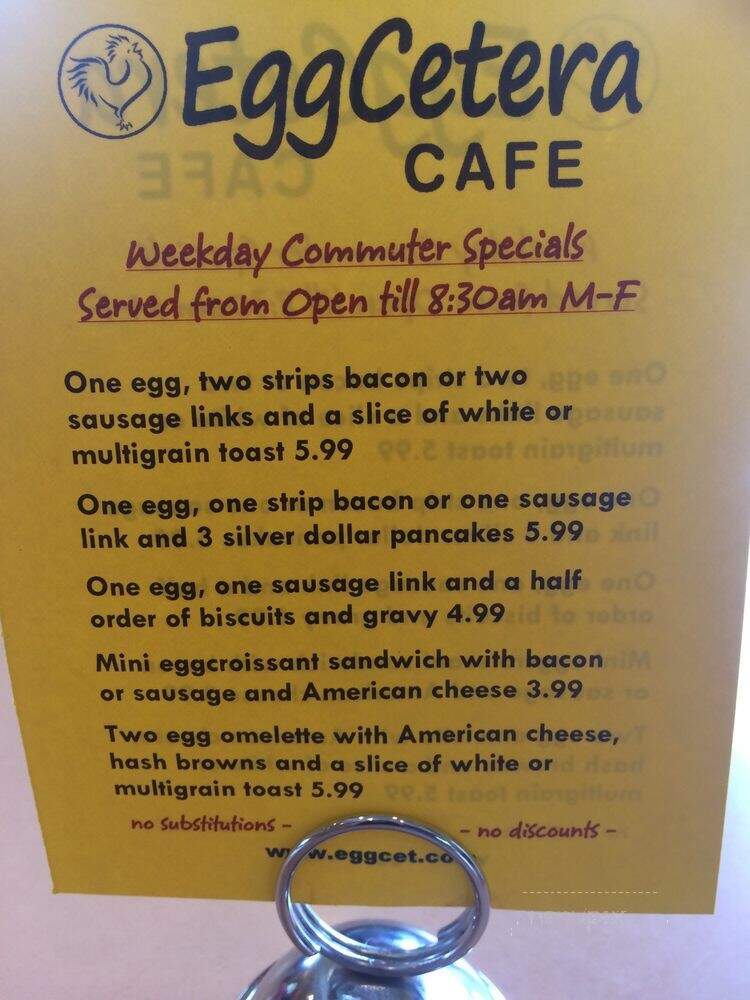 EggCetera
CAFE
Weekday Commuter Specials
Served from Open till 8:30am M-F
One egg, two strips bacon or two
sausage links and a slice of white or
multigrain toast 5.99
One egg, one strip bacon or one sausage
link and 3 silver dollar pancakes 5.99
One egg, one sausage link and a half
order of biscuits and gravy 4.99
Mini eggcroissant sandwich with bacon
or sausage and American cheese 3.99
Two egg omelette with American cheese,
hash browns and a slice of white or
multigrain toast 5.99
no substitutions - - no discounts -